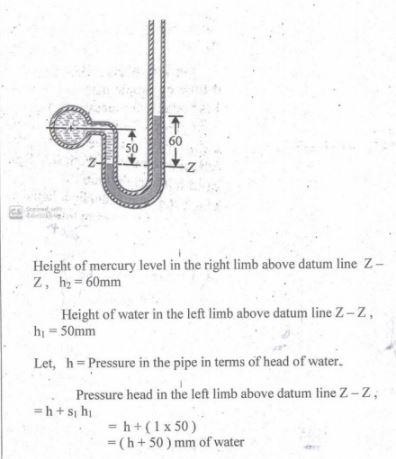 50
60
Z
Z
CS
Height of mercury level in the right limb above datum line Z –
Z, h₂ = 60mm
Height of water in the left limb above datum line Z – Z,
h₁ = 50mm
Let, h = Pressure in the pipe in terms of head of water.
Pressure head in the left limb above datum line Z – Z,
= h + s₁ h₁
= h + ( 1 x 50 )
= ( h + 50 ) mm of water